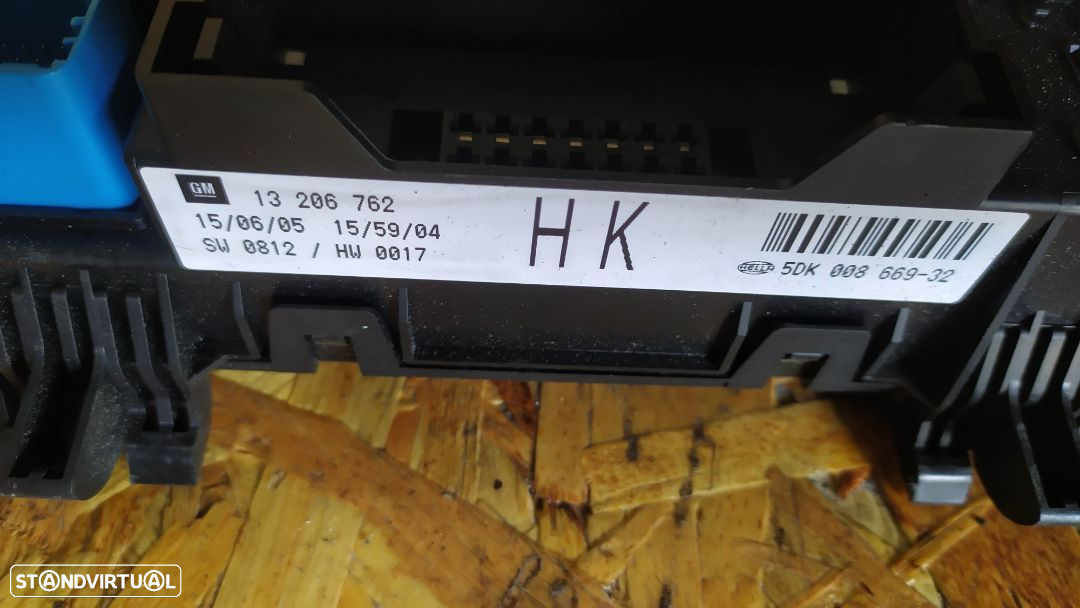 GM 13 206 762
15/06/05 15/59/04
SW 0812 / HW 0017
HK
HELLA 5DK 008 669-32
STANDVIRTUAL